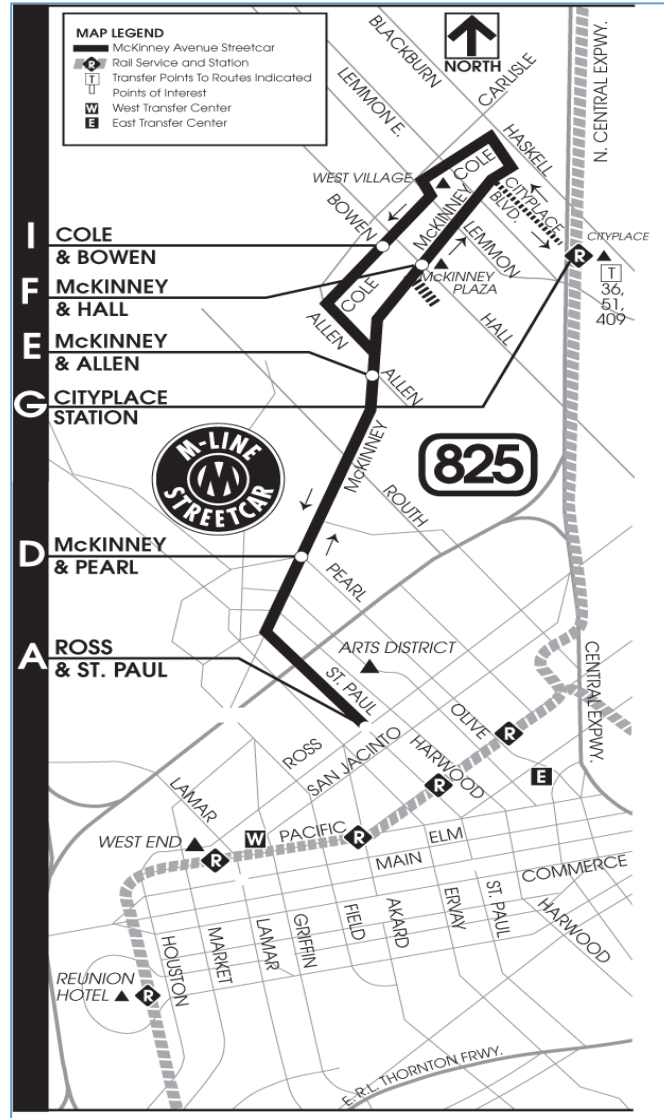 MAP LEGEND
McKinney Avenue Streetcar
R Rail Service and Station
T Transfer Points To Routes Indicated
Points of Interest
W West Transfer Center
E East Transfer Center
NORTH
BLACKBURN
CARLISLE
LEMMON E.
HASKELL
N. CENTRAL EXPWY.
WEST VILLAGE
COLE
CITYPLACE
BLVD.
BOWEN
McKINNEY
LEMMON
R
CITYPLACE
T
36,
51,
409
I COLE
& BOWEN
F McKINNEY
& HALL
E McKINNEY
& ALLEN
G CITYPLACE
STATION
McKINNEY
PLAZA
COLE
HALL
ALLEN
ALLEN
McKINNEY
M-LINE
M
STREETCAR
825
ROUTH
D McKINNEY
& PEARL
PEARL
A ROSS
& ST. PAUL
ARTS DISTRICT
ST. PAUL
CENTRAL EXPWY.
OLIVE
R
ROSS
SAN JACINTO
HARWOOD
E
LAMAR
R
WEST END
R
W
PACIFIC
R
ELM
MAIN
COMMERCE
HOUSTON
MARKET
LAMAR
GRIFFIN
FIELD
AKARD
ERVAY
ST. PAUL
HARWOOD
REUNION
HOTEL
R
E. R.L. THORNTON FRWY.